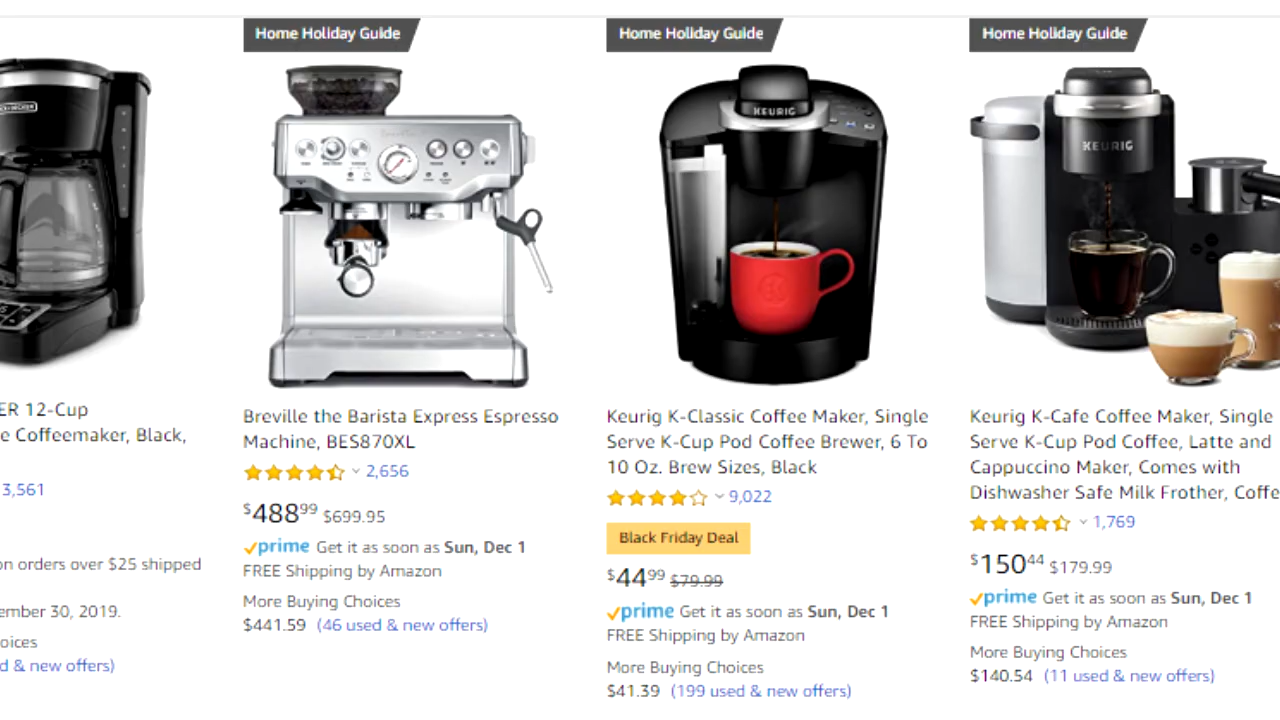 ER 12-Cup
e Coffeemaker, Black,
3,561
on orders over $25 shipped
ember 30, 2019.
oices
d & new offers)
Home Holiday Guide
Breville the Barista Express Espresso
Machine, BES870XL
2,656
$488.99 $699.95
prime Get it as soon as Sun, Dec 1
FREE Shipping by Amazon
More Buying Choices
$441.59 (46 used & new offers)
Home Holiday Guide
KEURIG
Keurig K-Classic Coffee Maker, Single
Serve K-Cup Pod Coffee Brewer, 6 To
10 Oz. Brew Sizes, Black
9,022
Black Friday Deal
$44.99 $79.99
prime Get it as soon as Sun, Dec 1
FREE Shipping by Amazon
More Buying Choices
$41.39 (199 used & new offers)
Home Holiday Guide
KEURIG
Keurig K-Cafe Coffee Maker, Single
Serve K-Cup Pod Coffee, Latte and
Cappuccino Maker, Comes with
Dishwasher Safe Milk Frother, Coffe
1,769
$150.44 $179.99
prime Get it as soon as Sun, Dec 1
FREE Shipping by Amazon
More Buying Choices
$140.54 (11 used & new offers)